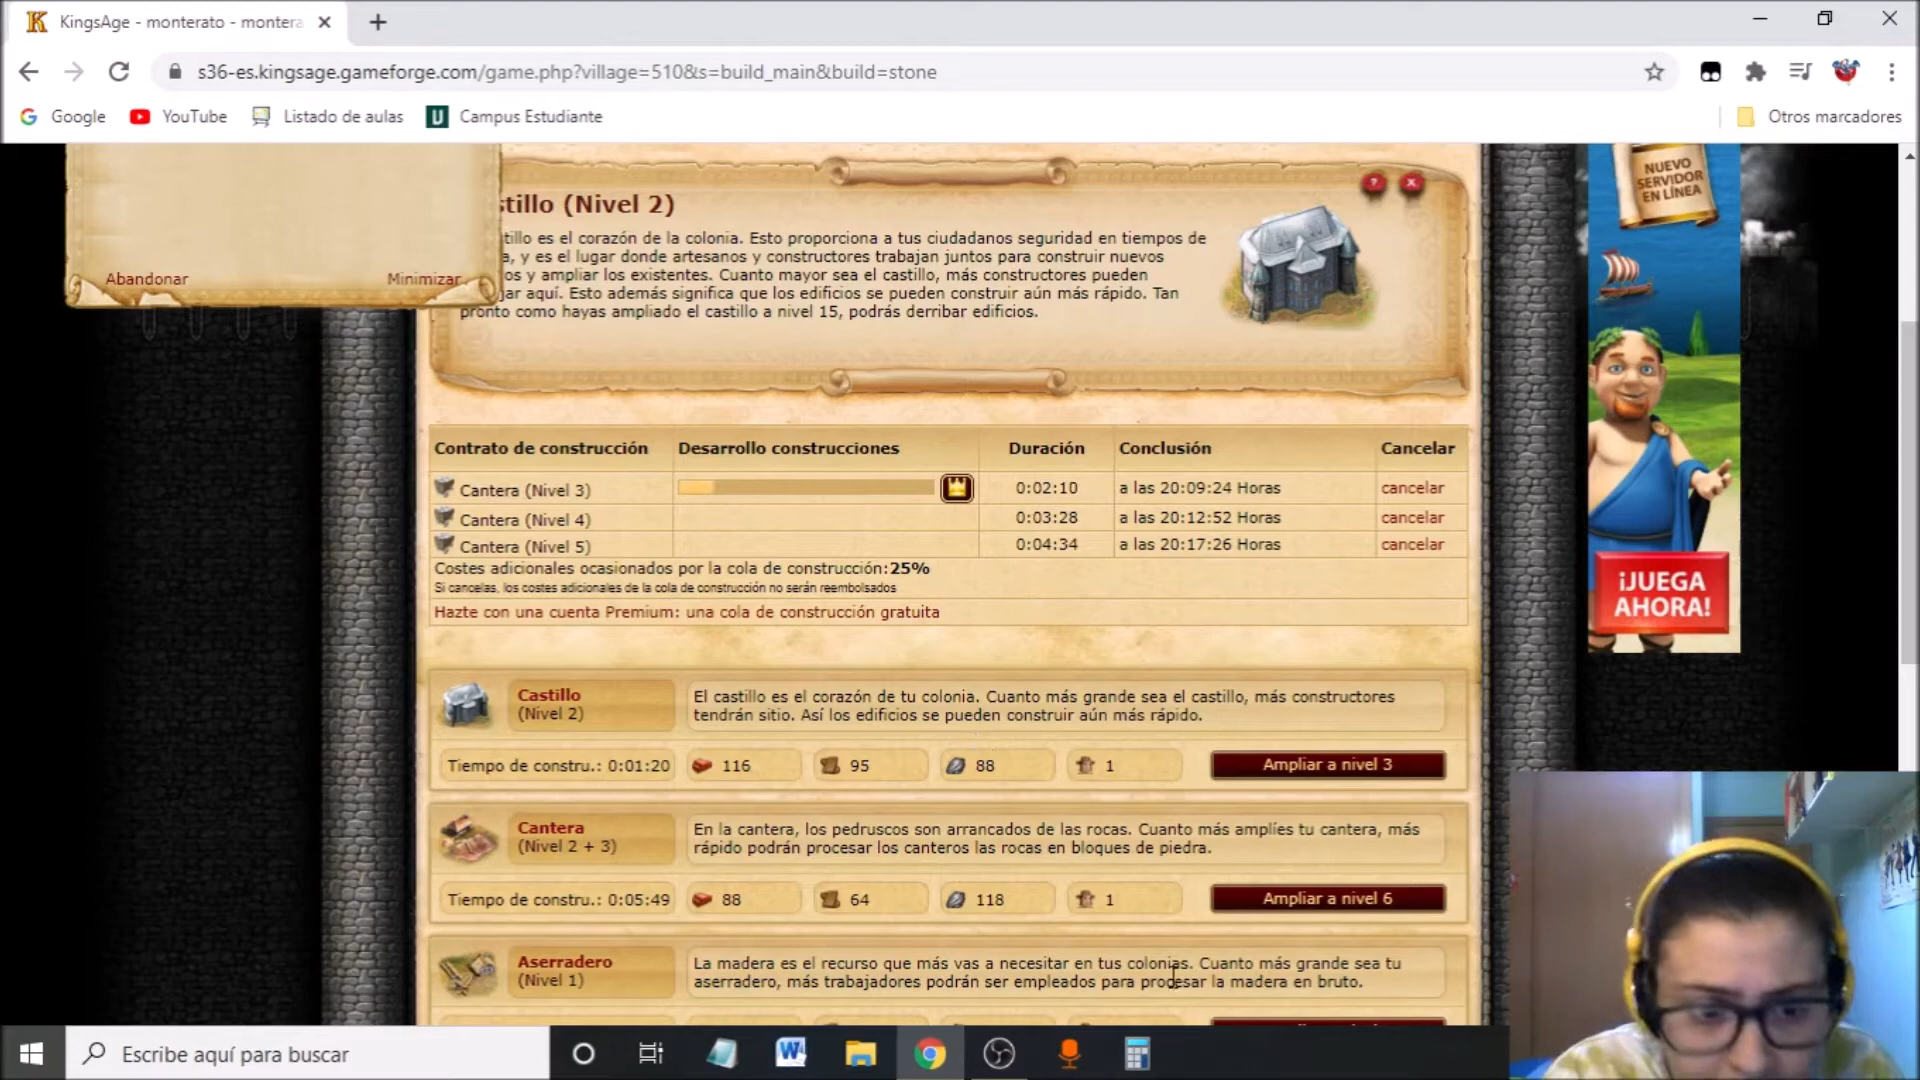 KingsAge - monterato - montera
s36-es.kingsage.gameforge.com/game.php?village=510&s=build_main&build=stone
Google
YouTube
Listado de aulas
Campus Estudiante
Otros marcadores
Abandonar
Minimizar
stillo (Nivel 2)
tillo es el corazón de la colonia. Esto proporciona a tus ciudadanos seguridad en tiempos de
a, y es el lugar donde artesanos y constructores trabajan juntos para construir nuevos
os y ampliar los existentes. Cuanto mayor sea el castillo, más constructores pueden
jar aquí. Esto además significa que los edificios se pueden construir aún más rápido. Tan
pronto como hayas ampliado el castillo a nivel 15, podrás derribar edificios.
NUEVO
SERVIDOR
EN LÍNEA
¡JUEGA
AHORA!
Contrato de construcción Desarrollo construcciones Duración Conclusión Cancelar
Cantera (Nivel 3) 0:02:10 a las 20:09:24 Horas cancelar
Cantera (Nivel 4) 0:03:28 a las 20:12:52 Horas cancelar
Cantera (Nivel 5) 0:04:34 a las 20:17:26 Horas cancelar
Costes adicionales ocasionados por la cola de construcción:25%
Si cancelas, los costes adicionales de la cola de construcción no serán reembolsados
Hazte con una cuenta Premium: una cola de construcción gratuita
Castillo
(Nivel 2)
El castillo es el corazón de tu colonia. Cuanto más grande sea el castillo, más constructores
tendrán sitio. Así los edificios se pueden construir aún más rápido.
Tiempo de constru.: 0:01:20 116 95 88 1 Ampliar a nivel 3
Cantera
(Nivel 2 + 3)
En la cantera, los pedruscos son arrancados de las rocas. Cuanto más amplíes tu cantera, más
rápido podrán procesar los canteros las rocas en bloques de piedra.
Tiempo de constru.: 0:05:49 88 64 118 1 Ampliar a nivel 6
Aserradero
(Nivel 1)
La madera es el recurso que más vas a necesitar en tus colonias. Cuanto más grande sea tu
aserradero, más trabajadores podrán ser empleados para procesar la madera en bruto.
Escribe aquí para buscar